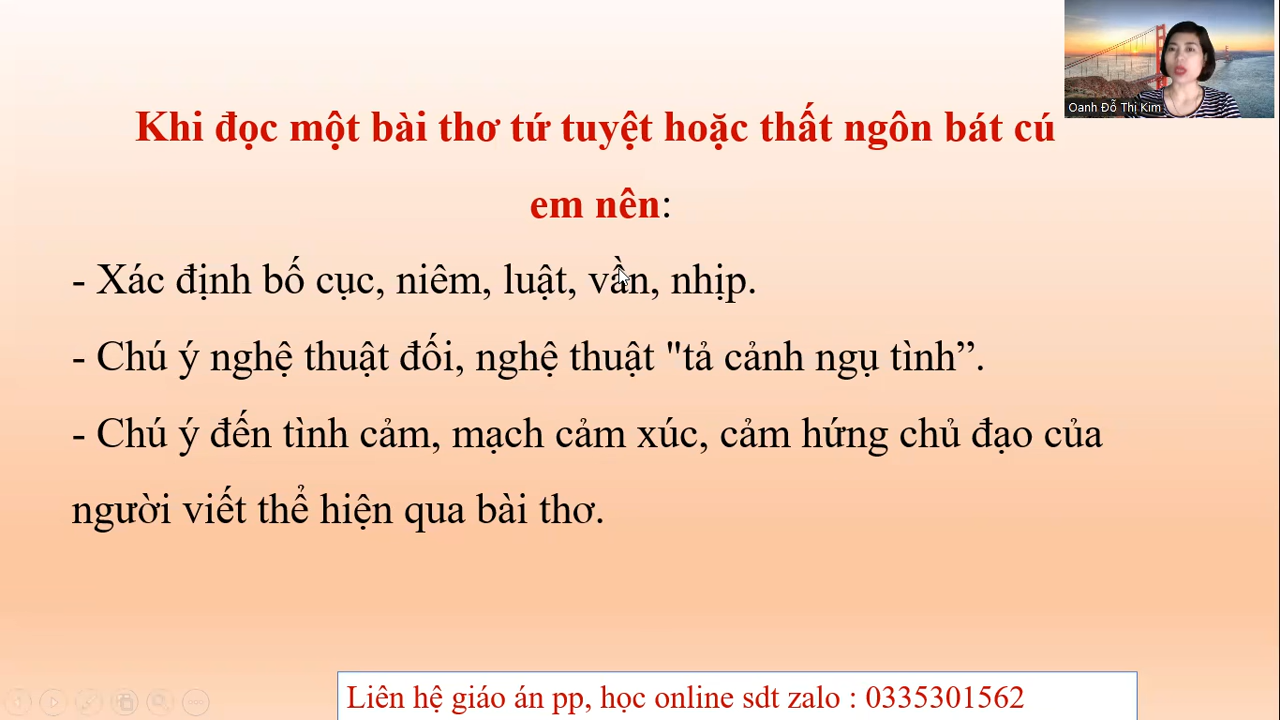 Oanh Đỗ Thị Kim
Khi đọc một bài thơ tứ tuyệt hoặc thất ngôn bát cú
em nên:
- Xác định bố cục, niêm, luật, vần, nhịp.
- Chú ý nghệ thuật đối, nghệ thuật "tả cảnh ngụ tình”.
- Chú ý đến tình cảm, mạch cảm xúc, cảm hứng chủ đạo của
người viết thể hiện qua bài thơ.
Liên hệ giáo án pp, học online sdt zalo : 0335301562